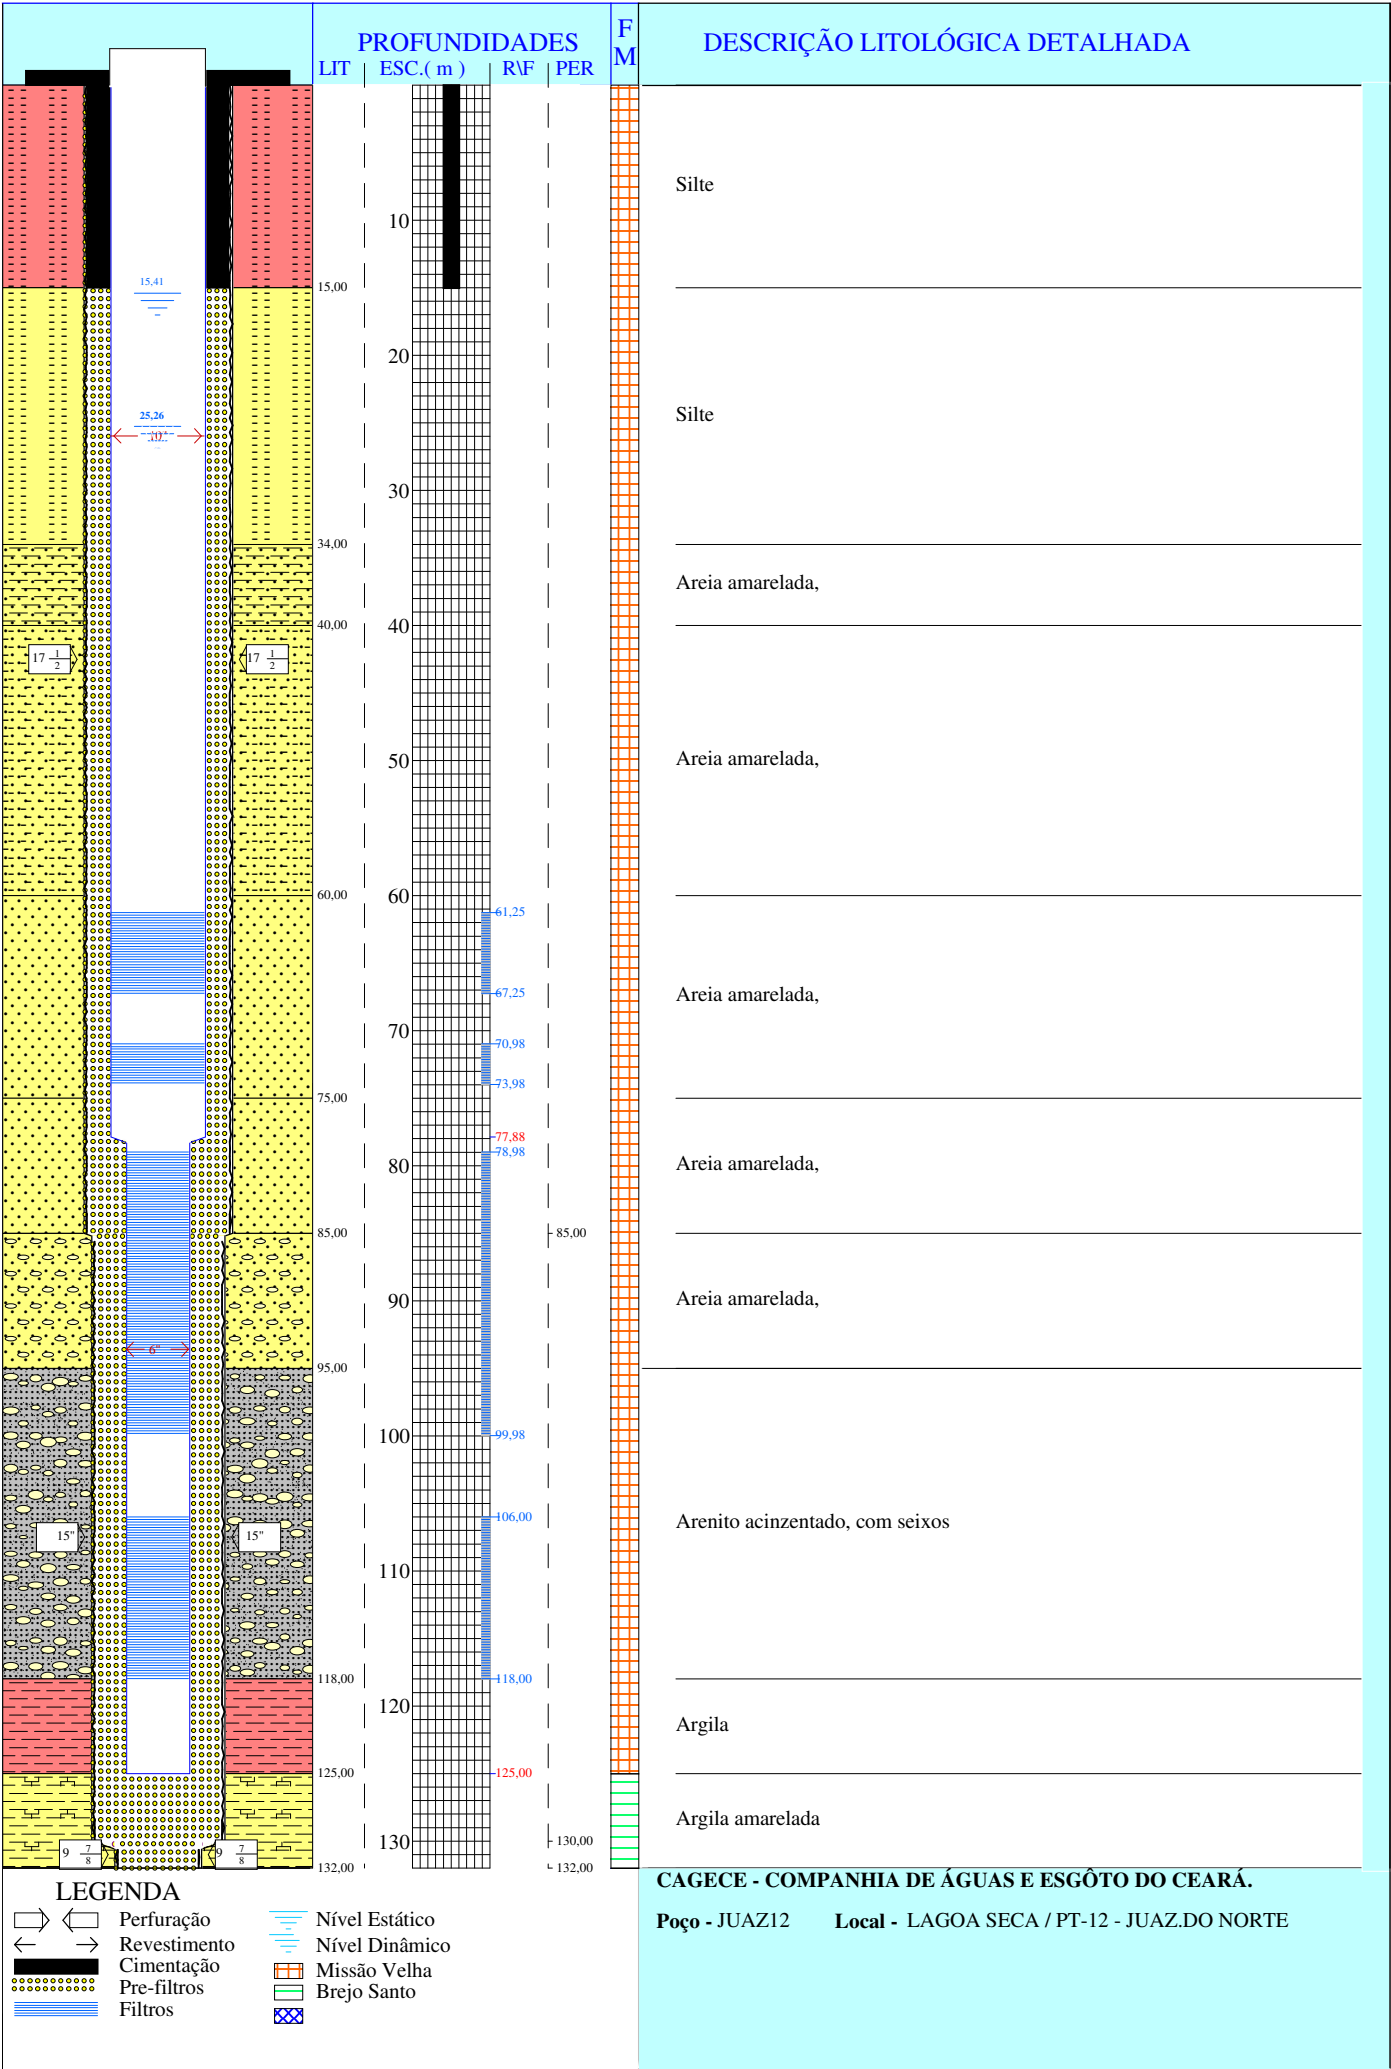 PROFUNDIDADES
LIT ESC.( m ) R\F PER
F
M
DESCRIÇÃO LITOLÓGICA DETALHADA
Silte
10
15,41
15,00
20
Silte
25,26
10"
30
34,00
Areia amarelada,
40,00
40
17 1/2
17 1/2
50
Areia amarelada,
60,00
60
61,25
67,25
Areia amarelada,
70
70,98
73,98
75,00
77,88
78,98
80
Areia amarelada,
85,00
85,00
90
Areia amarelada,
6"
95,00
100
99,98
106,00
Arenito acinzentado, com seixos
15"
15"
110
118,00
118,00
120
Argila
125,00
125,00
Argila amarelada
130
130,00
9 7/8
9 7/8
132,00
132,00
LEGENDA
Perfuração
Revestimento
Cimentação
Pre-filtros
Filtros
Nível Estático
Nível Dinâmico
Missão Velha
Brejo Santo
CAGECE - COMPANHIA DE ÁGUAS E ESGÔTO DO CEARÁ.
Poço - JUAZ12 Local - LAGOA SECA / PT-12 - JUAZ.DO NORTE